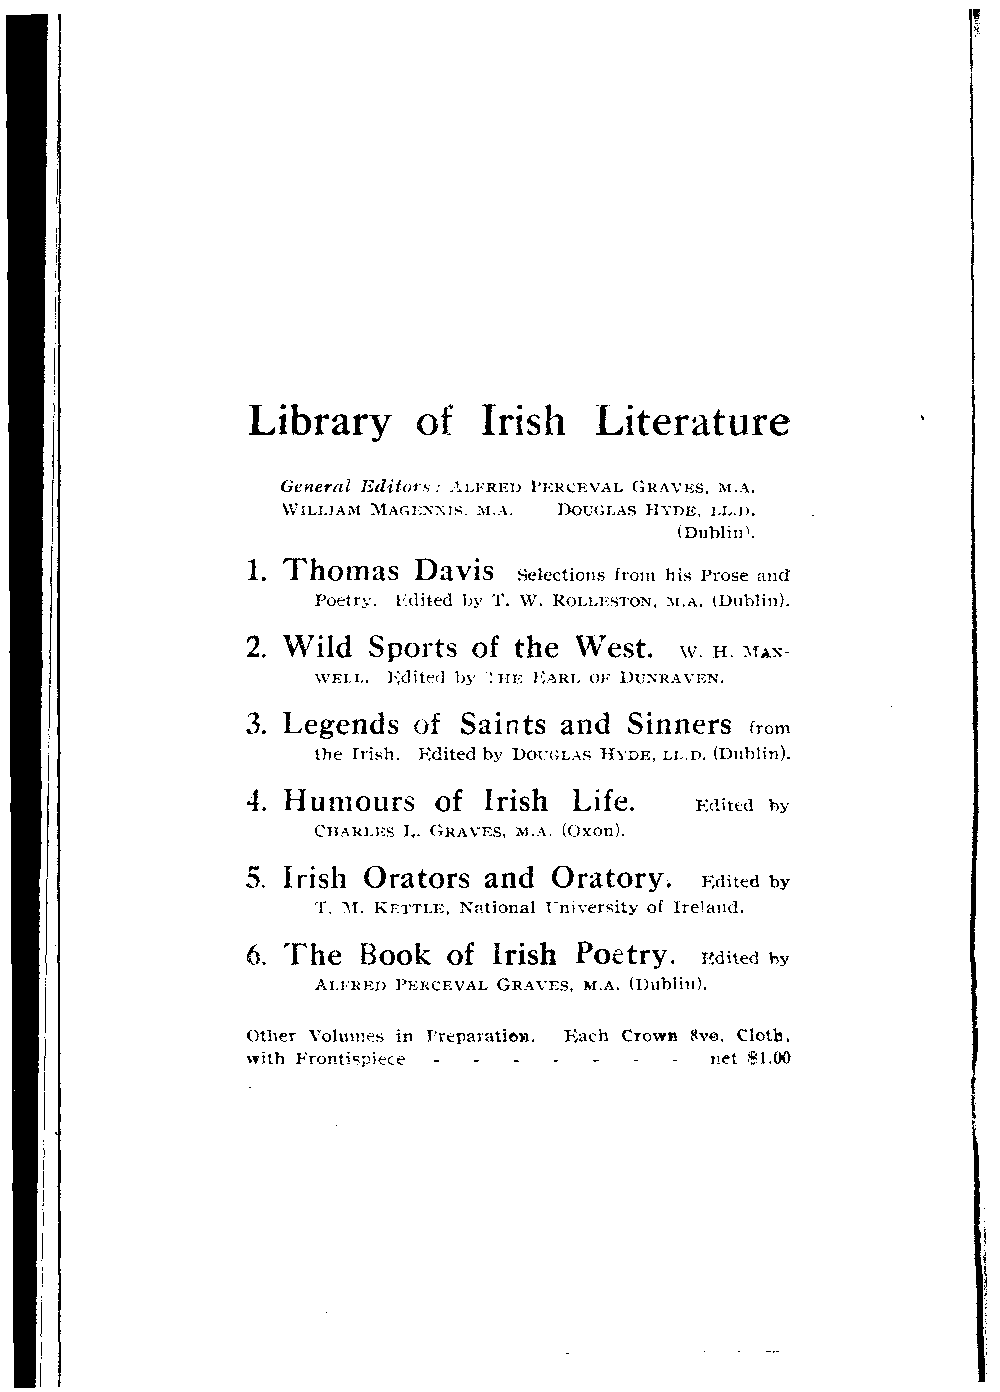 Library of Irish Literature
General Editors: ALFRED PERCEVAL GRAVES, M.A.
WILLIAM MAGENNIS, M.A. DOUGLAS HYDE, LL.D.
(Dublin).
1. Thomas Davis Selections from his Prose and
Poetry. Edited by T. W. ROLLESTON, M.A. (Dublin).
2. Wild Sports of the West. W. H. MAX-
WELL. Edited by THE EARL OF DUNRAVEN.
3. Legends of Saints and Sinners from
the Irish. Edited by DOUGLAS HYDE, LL.D. (Dublin).
4. Humours of Irish Life. Edited by
CHARLES L. GRAVES, M.A. (Oxon).
5. Irish Orators and Oratory. Edited by
T. M. KETTLE, National University of Ireland.
6. The Book of Irish Poetry. Edited by
ALFRED PERCEVAL GRAVES, M.A. (Dublin).
Other Volumes in Preparation. Each Crown 8vo. Cloth,
with Frontispiece - - - - - - - net $1.00